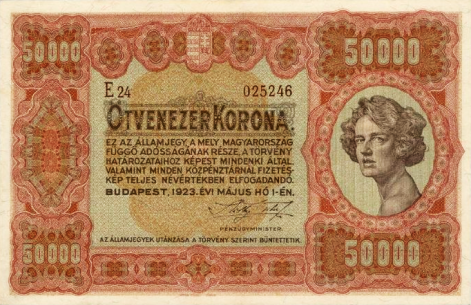 50000 50000
E 24 025246
ÖTVENEZER KORONA.
EZ AZ ÁLLAMJEGY, A MELY MAGYARORSZÁG
FÜGGŐ ADÓSSÁGÁNAK RÉSZE, A TÖRVÉNY
HATÁROZATAIHOZ KÉPEST MINDENKI ÁLTAL,
VALAMINT MINDEN KÖZPÉNZTÁRNÁL FIZETÉS-
KÉP TELJES NÉVÉRTÉKBEN ELFOGADANDÓ.
BUDAPEST, 1923. ÉVI MÁJUS HÓ 1-ÉN.
PÉNZÜGYMINISTER.
AZ ÁLLAMJEGYEK UTÁNZÁSA A TÖRVÉNY SZERINT BÜNTETTETIK.
50000 50000